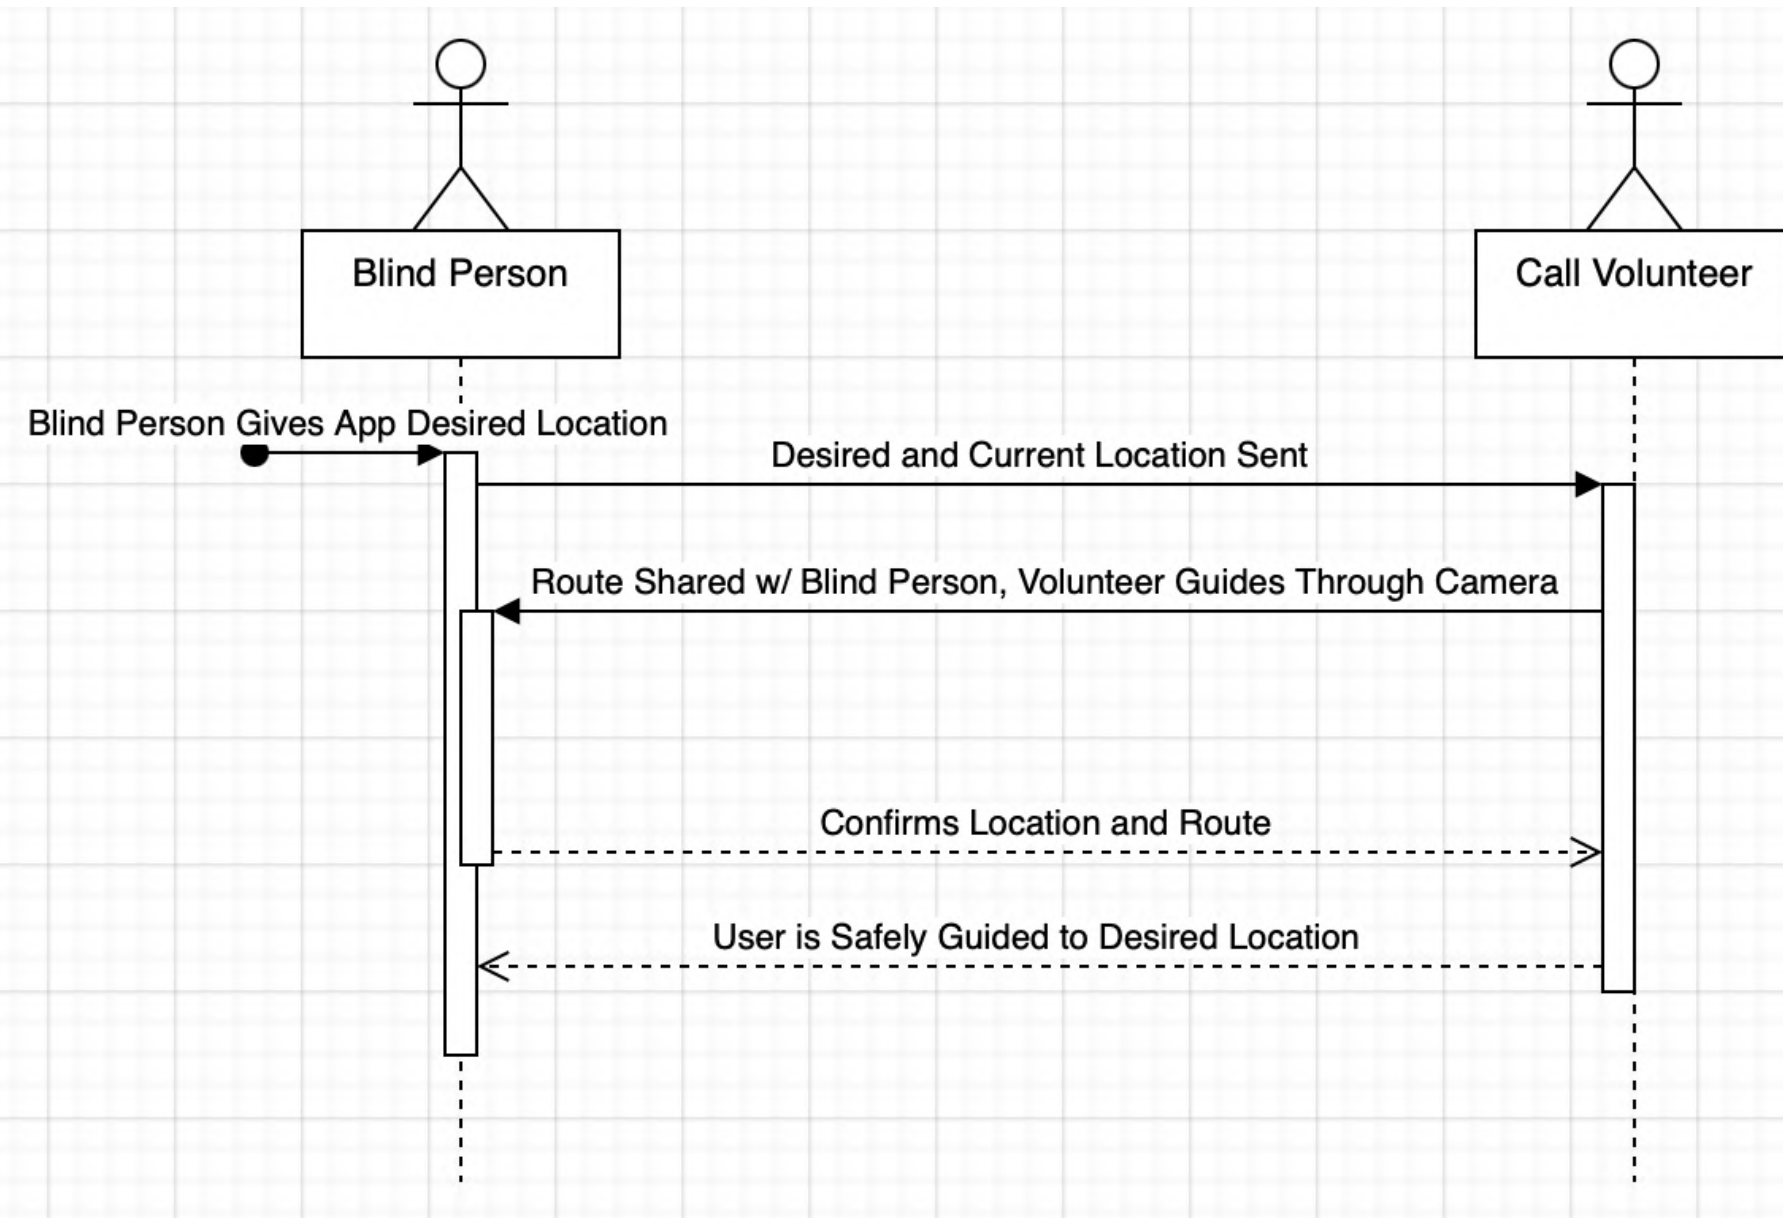 Blind Person
Call Volunteer
Blind Person Gives App Desired Location
Desired and Current Location Sent
Route Shared w/ Blind Person, Volunteer Guides Through Camera
Confirms Location and Route
User is Safely Guided to Desired Location